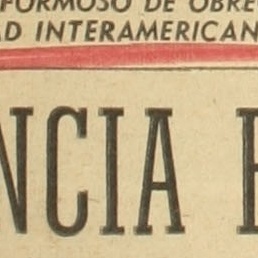 FORMOSO DE OBRE
AD INTERAMERICAN
NCIA E